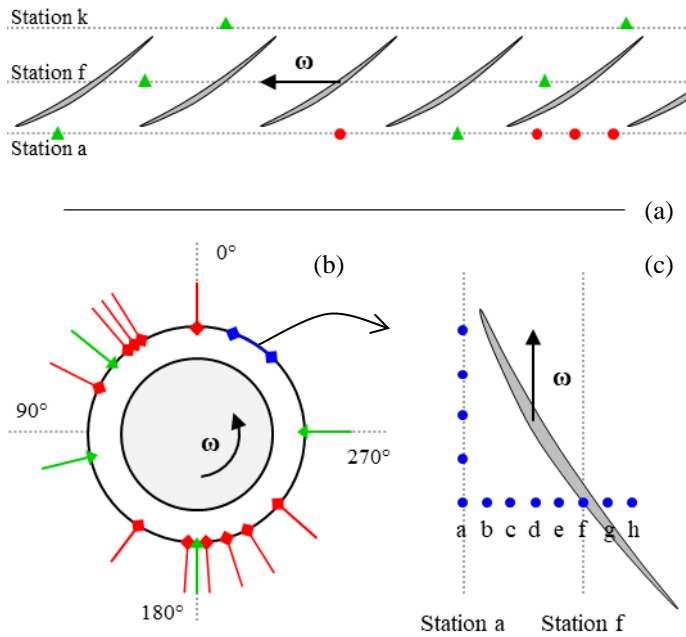 Station k
Station f
ω
Station a
(a)
(b)
(c)
0°
90°
ω
270°
180°
ω
a b c d e f g h
Station a Station f